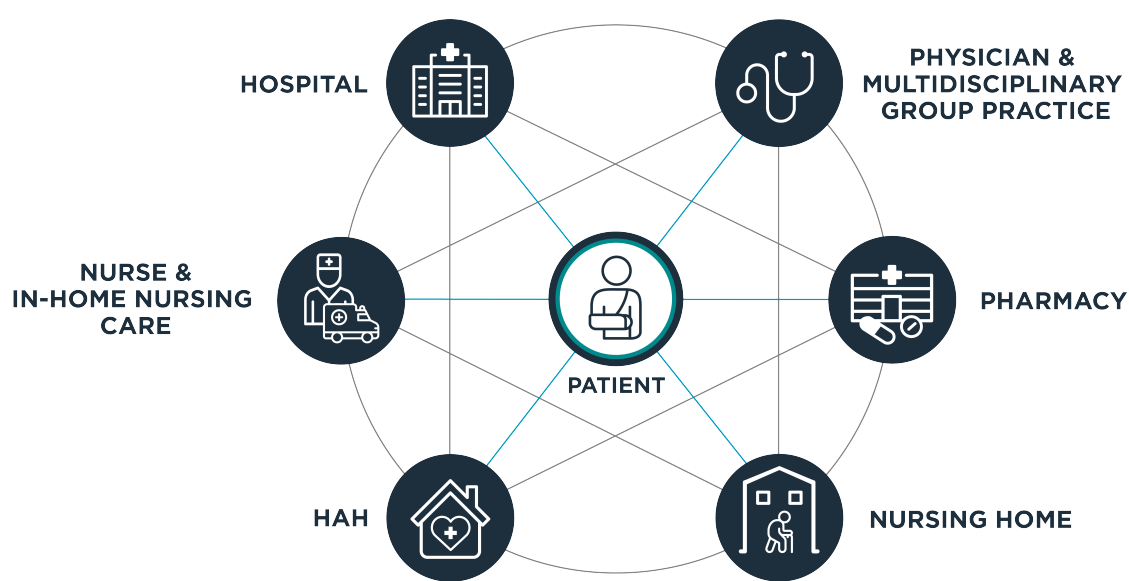 HOSPITAL
PHYSICIAN &
MULTIDISCIPLINARY
GROUP PRACTICE
NURSE &
IN-HOME NURSING
CARE
PHARMACY
PATIENT
HAH
NURSING HOME